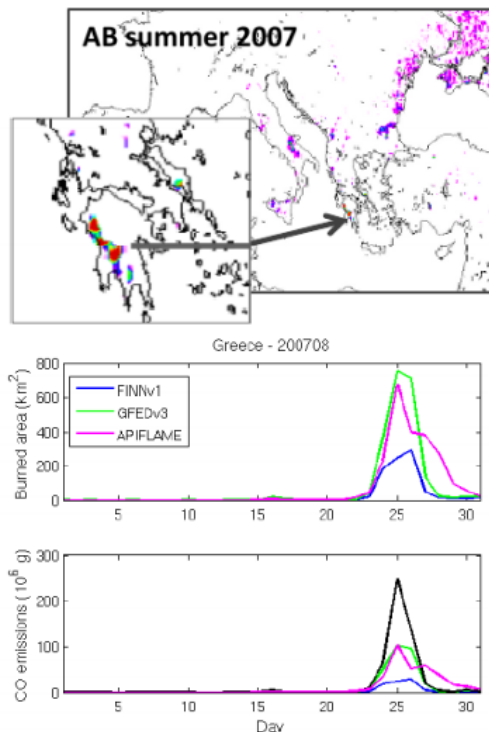 AB summer 2007
Greece - 200708
Burned area (km²)
800
600
400
200
0
FINNv1
GFEDv3
APIFLAME
5 10 15 20 25 30
CO emissions (10⁶ g)
300
200
100
0
5 10 15 20 25 30
Day